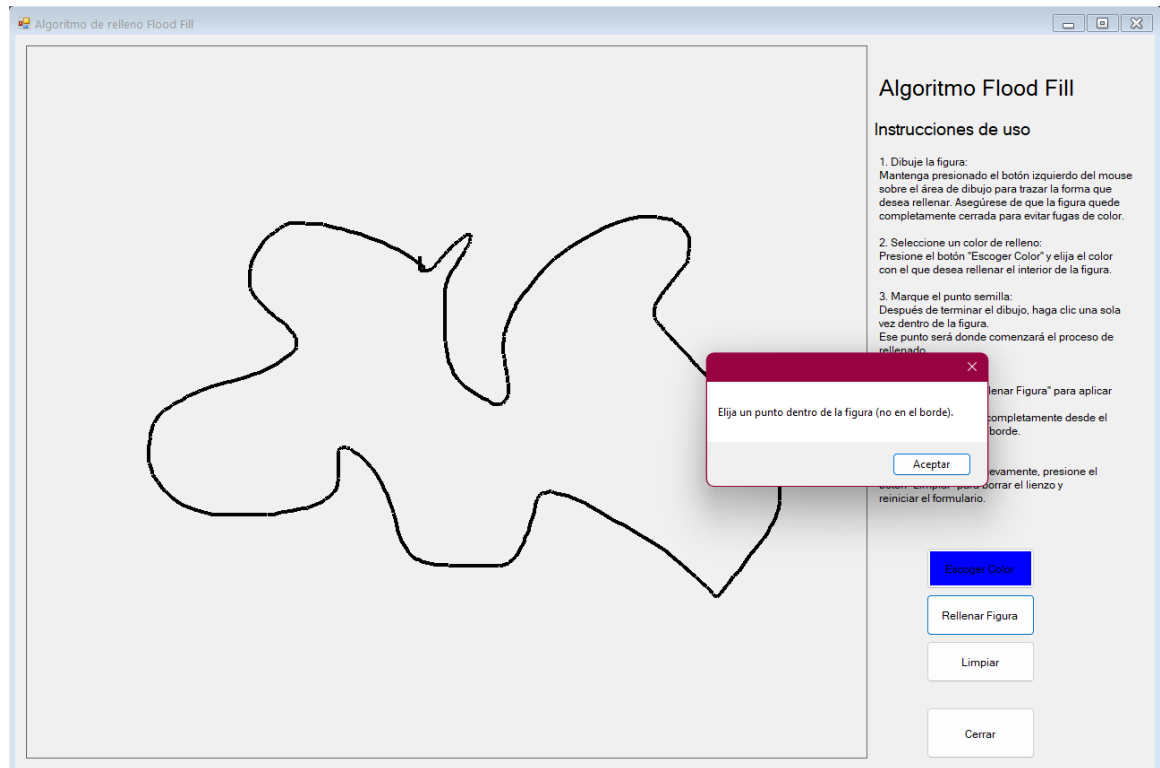 Algoritmo de relleno Flood Fill
Algoritmo Flood Fill
Instrucciones de uso
1. Dibuje la figura:
Mantenga presionado el botón izquierdo del mouse
sobre el área de dibujo para trazar la forma que
desea rellenar. Asegúrese de que la figura quede
completamente cerrada para evitar fugas de color.
2. Seleccione un color de relleno:
Presione el botón "Escoger Color" y elija el color
con el que desea rellenar el interior de la figura.
3. Marque el punto semilla:
Después de terminar el dibujo, haga clic una sola
vez dentro de la figura.
Ese punto será donde comenzará el proceso de
rellenado.
Figura" para aplicar
Elija un punto dentro de la figura (no en el borde).
completamente desde el
borde.
Aceptar
presione el
botón "Limpiar" para borrar el lienzo y
reiniciar el formulario.
Escoger Color
Rellenar Figura
Limpiar
Cerrar